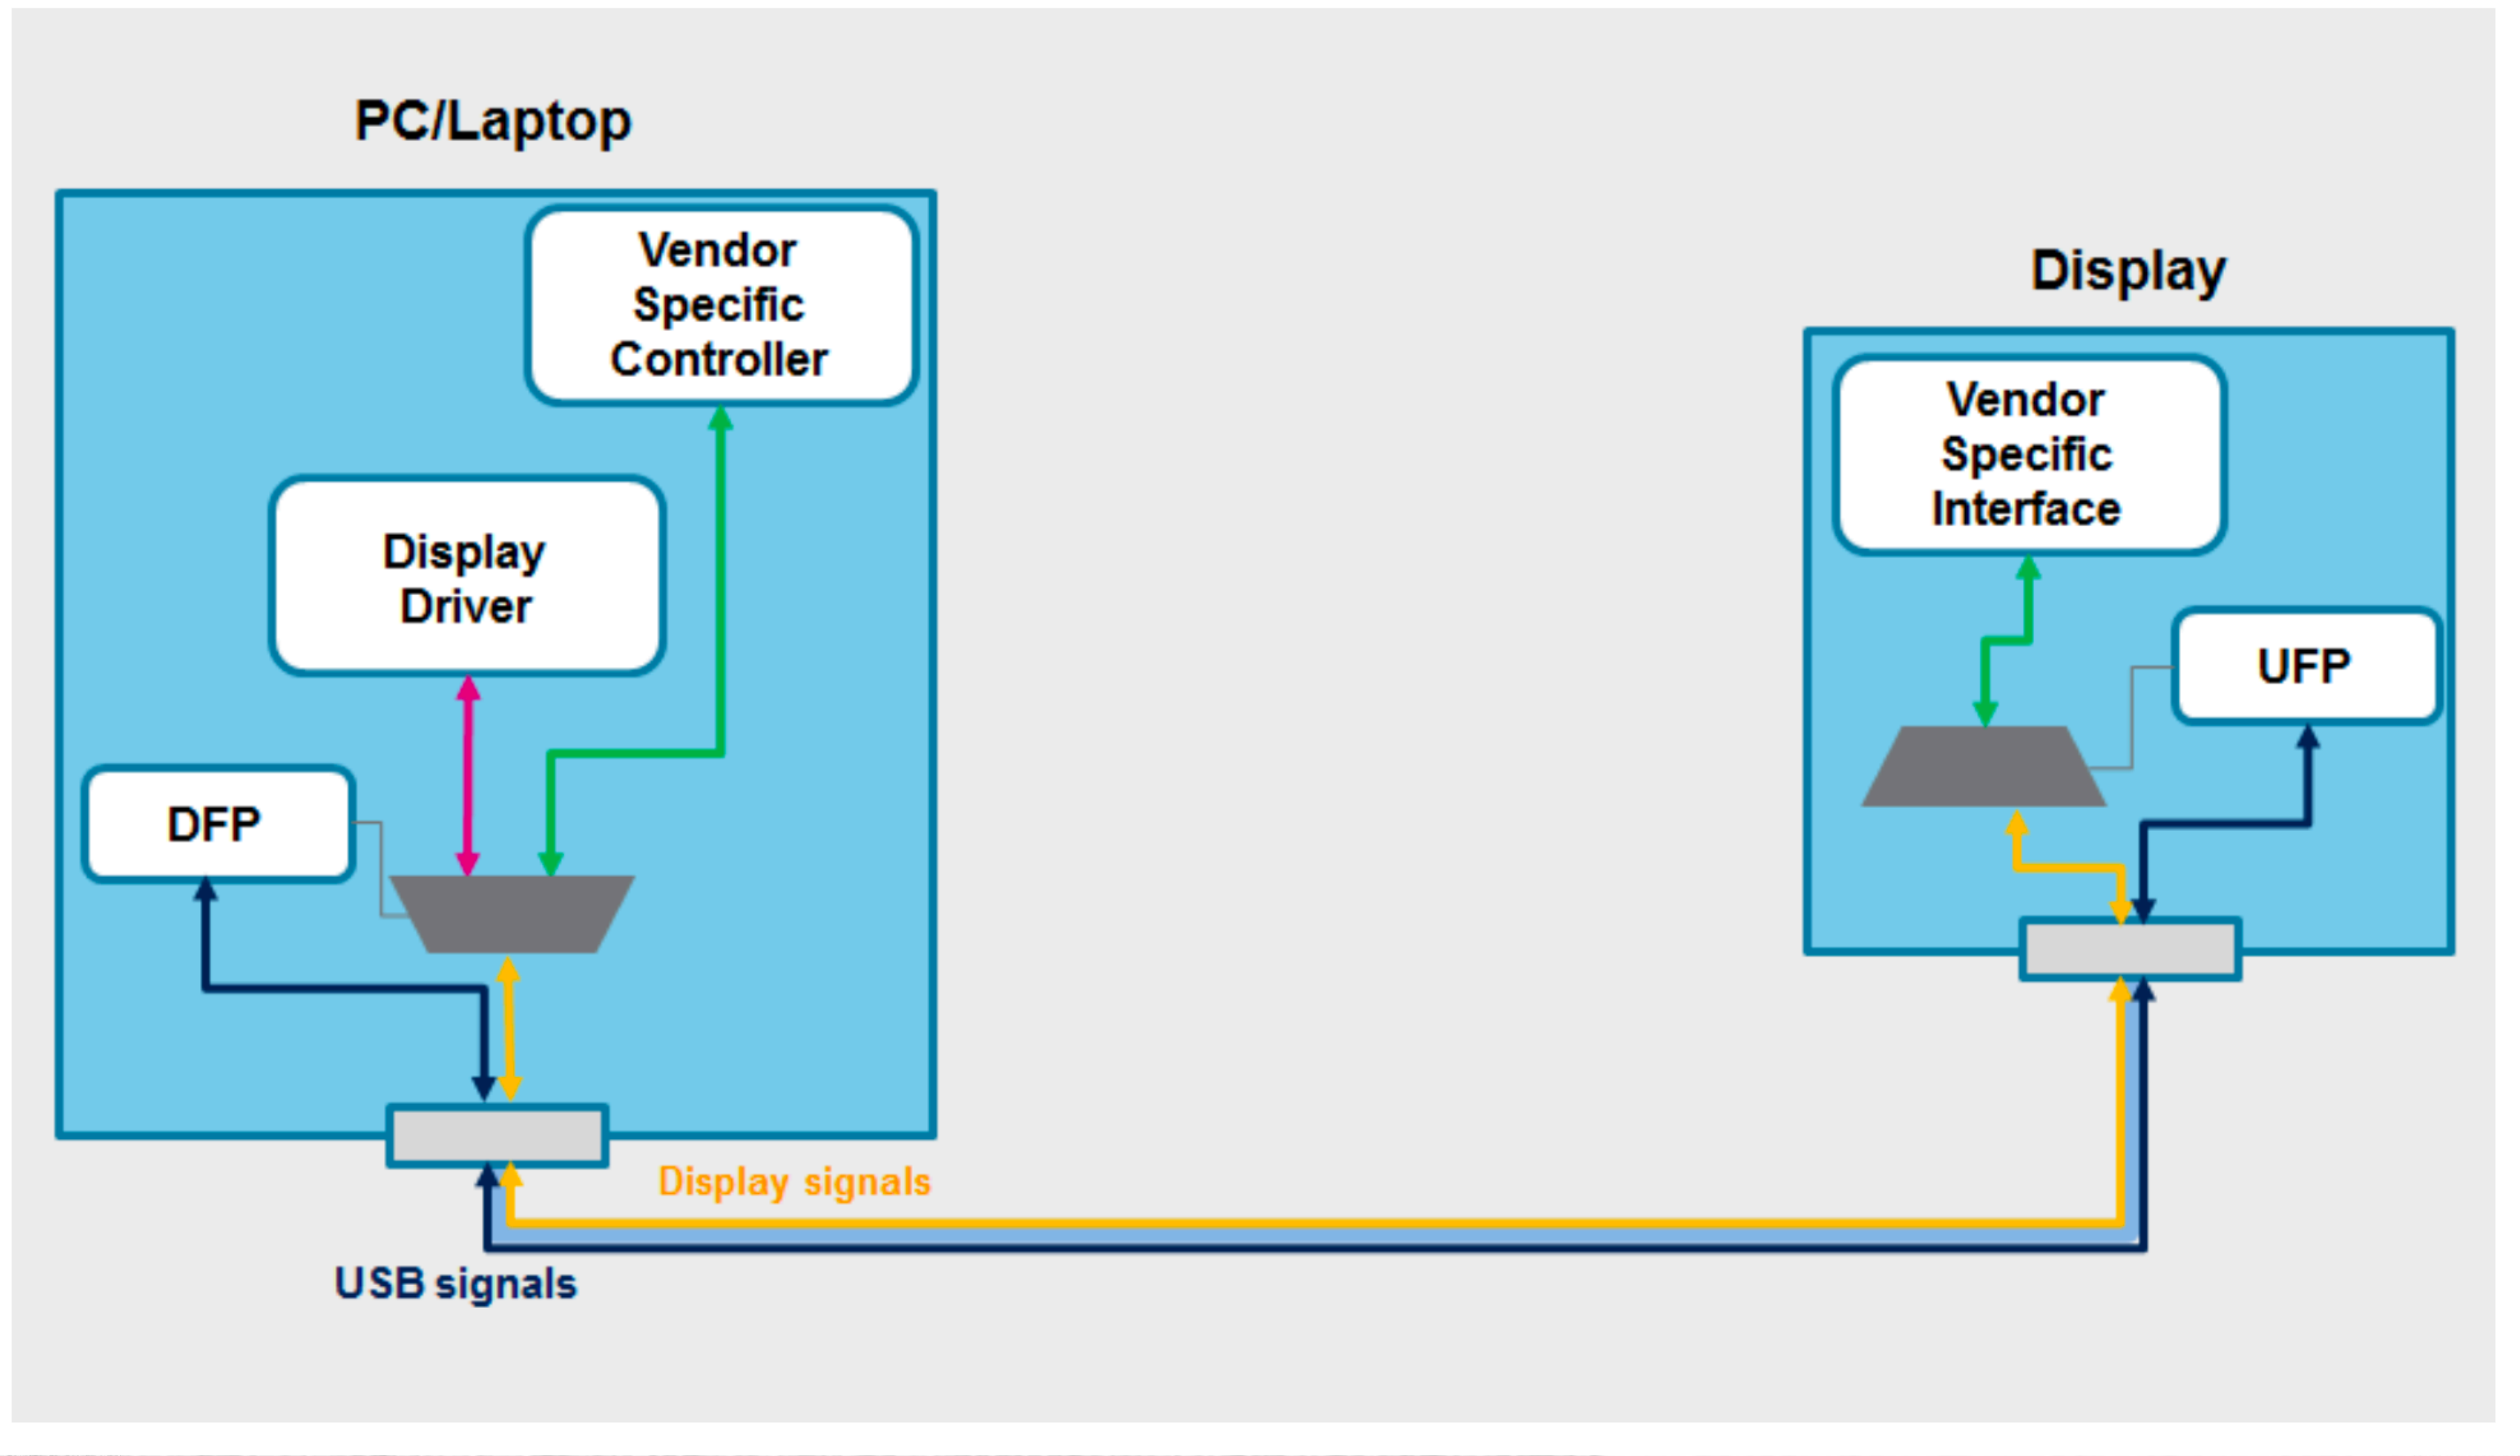 PC/Laptop
Vendor
Specific
Controller
Display
Driver
DFP
Display
Vendor
Specific
Interface
UFP
Display signals
USB signals